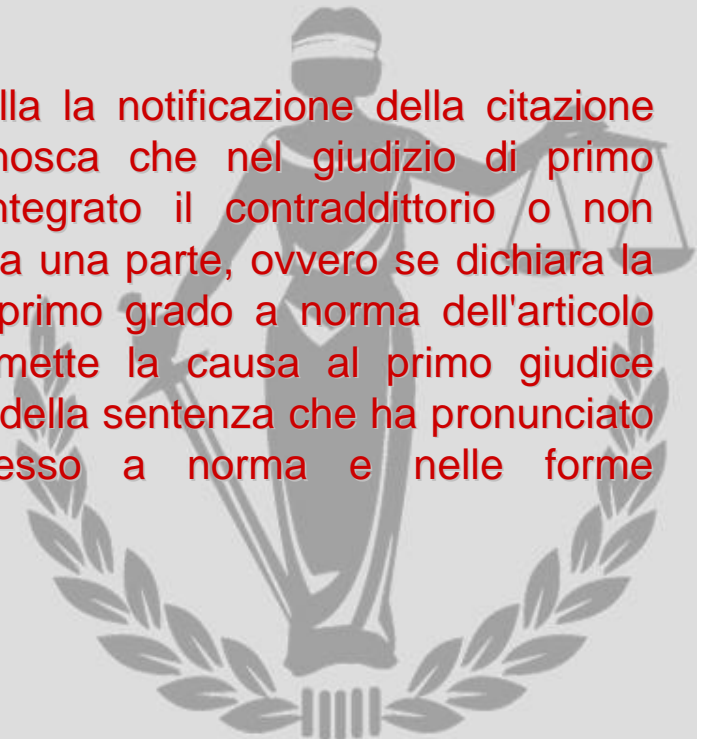 lla la notificazione della citazione
nosca che nel giudizio di primo
ntegrato il contraddittorio o non
a una parte, ovvero se dichiara la
primo grado a norma dell'articolo
mette la causa al primo giudice
della sentenza che ha pronunciato
esso a norma e nelle forme